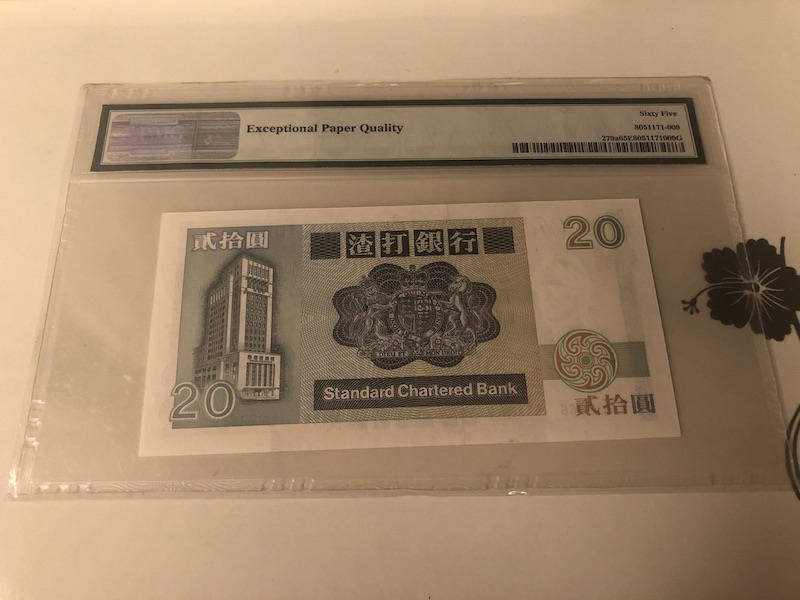 Exceptional Paper Quality
Sixty Five
8051171-009
279a65E8051171009G
貳拾圓
渣打銀行
20
20
Standard Chartered Bank
貳拾圓